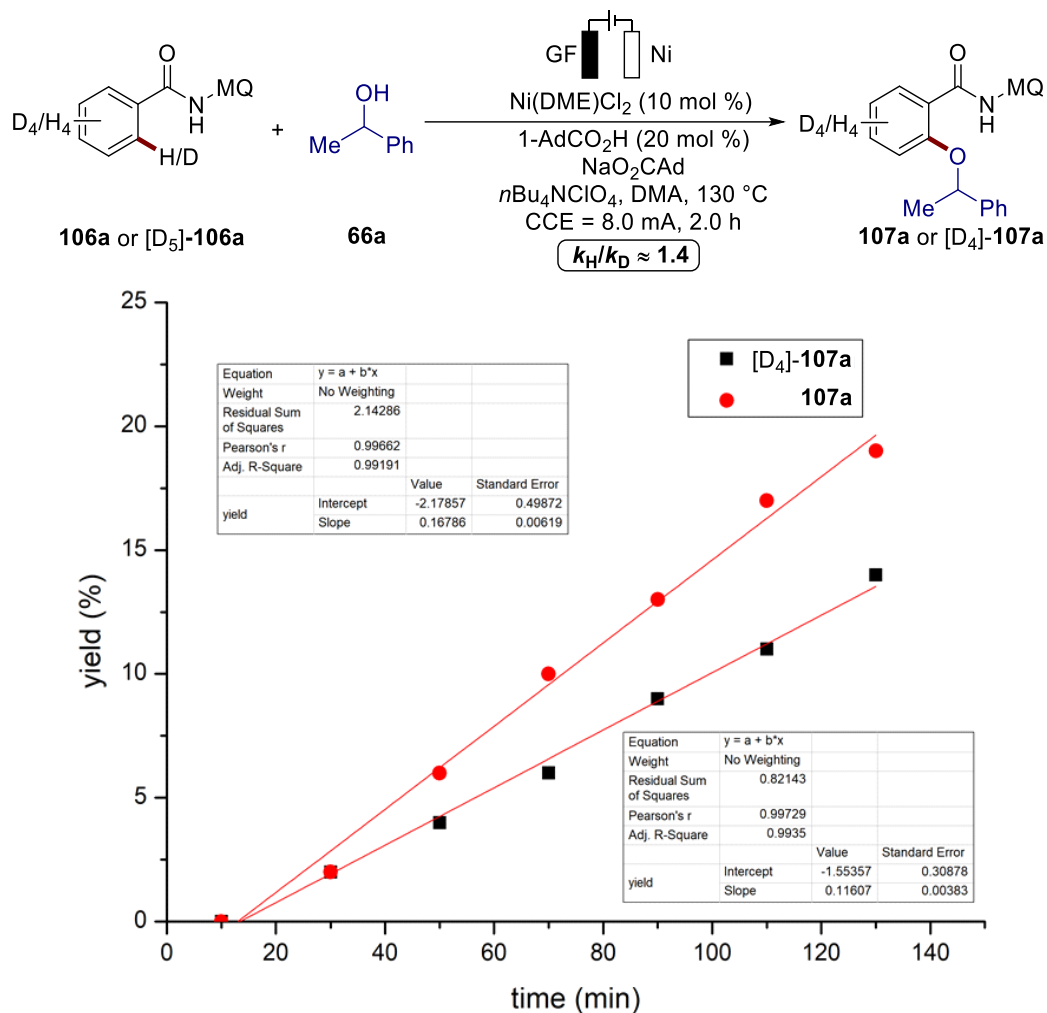 GF Ni
O
MQ
N
H
D4/H4
H/D
+
OH
Me Ph
Ni(DME)Cl2 (10 mol %)
1-AdCO2H (20 mol %)
NaO2CAd
nBu4NClO4, DMA, 130 °C
CCE = 8.0 mA, 2.0 h
kH/kD ≈ 1.4
O
MQ
N
H
D4/H4
O
Me Ph
106a or [D5]-106a
66a
107a or [D4]-107a
25
20
15
10
5
0
yield (%)
[D4]-107a
107a
Equation y = a + b*x
Weight No Weighting
Residual Sum of Squares 2.14286
Pearson's r 0.99662
Adj. R-Square 0.99191
Value Standard Error
yield Intercept -2.17857 0.49872
Slope 0.16786 0.00619
Equation y = a + b*x
Weight No Weighting
Residual Sum of Squares 0.82143
Pearson's r 0.99729
Adj. R-Square 0.9935
Value Standard Error
yield Intercept -1.55357 0.30878
Slope 0.11607 0.00383
0 20 40 60 80 100 120 140
time (min)